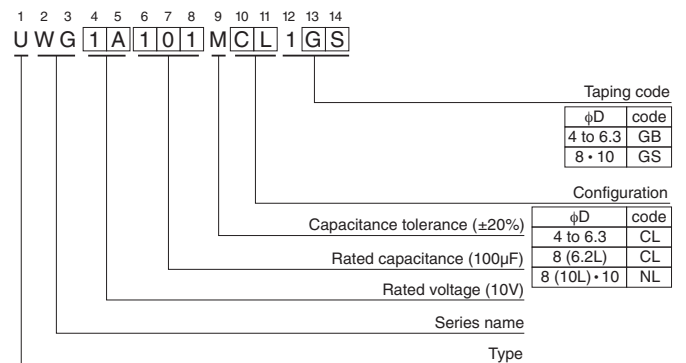 1 2 3 4 5 6 7 8 9 10 11 12 13 14
U W G 1 A 1 0 1 M C L 1 G S
Taping code
φD code
4 to 6.3 GB
8 • 10 GS
Configuration
φD code
4 to 6.3 CL
8 (6.2L) CL
8 (10L) • 10 NL
Capacitance tolerance (±20%)
Rated capacitance (100µF)
Rated voltage (10V)
Series name
Type